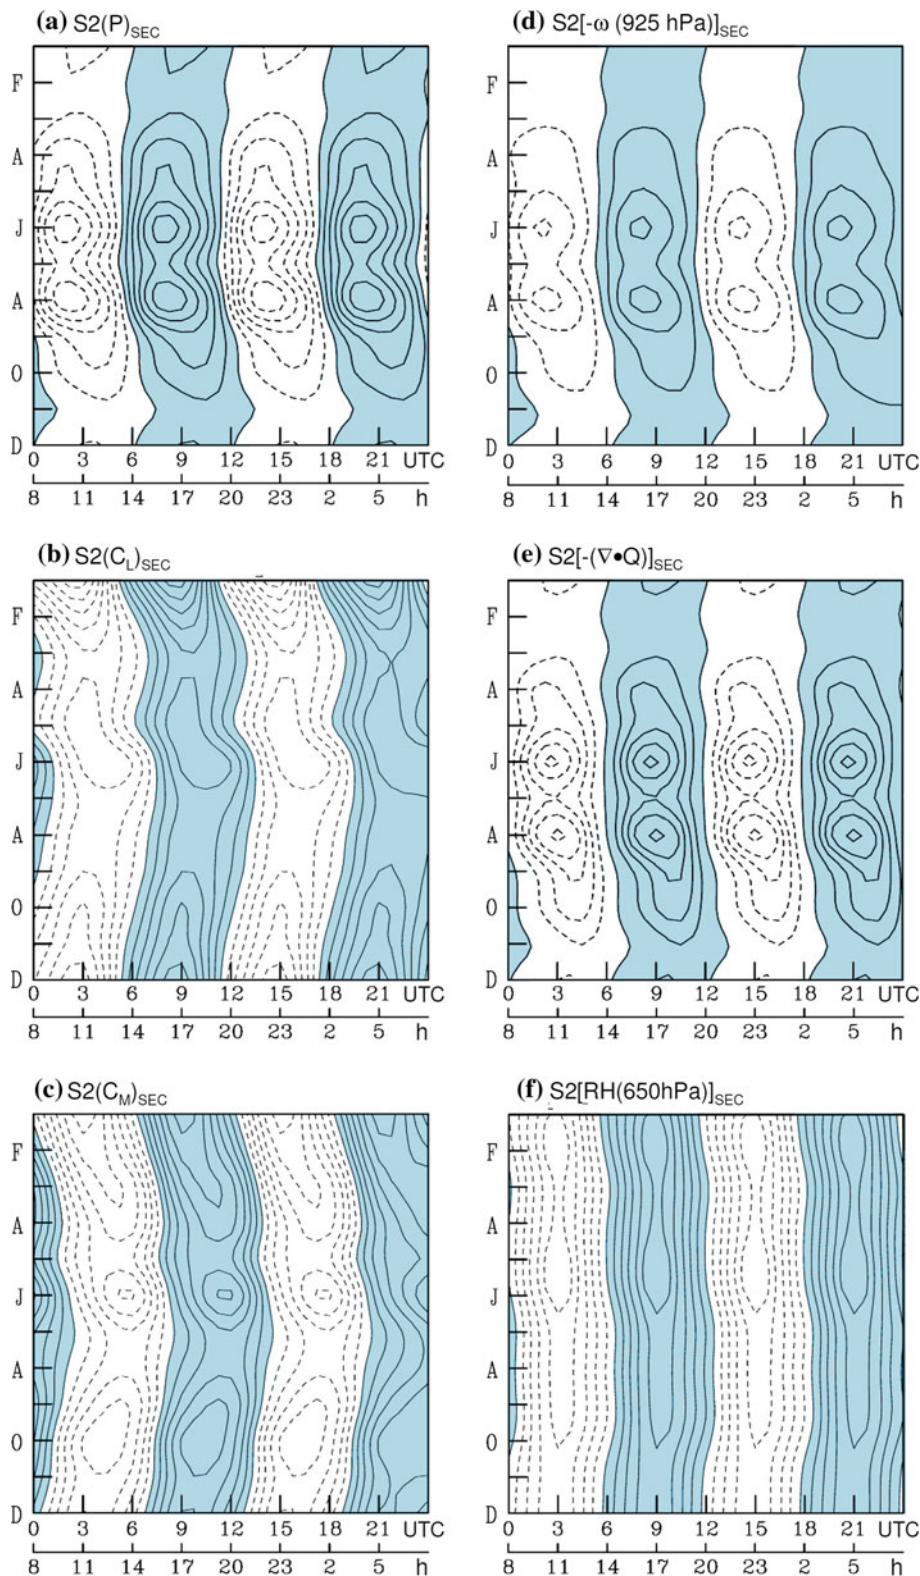 (a) S2(P)SEC
F
A
J
A
O
D
0 3 6 9 12 15 18 21 UTC
8 11 14 17 20 23 2 5 h
(d) S2[-ω (925 hPa)]SEC
F
A
J
A
O
D
0 3 6 9 12 15 18 21 UTC
8 11 14 17 20 23 2 5 h
(b) S2(CL)SEC
F
A
J
A
O
D
0 3 6 9 12 15 18 21 UTC
8 11 14 17 20 23 2 5 h
(e) S2[-(∇•Q)]SEC
F
A
J
A
O
D
0 3 6 9 12 15 18 21 UTC
8 11 14 17 20 23 2 5 h
(c) S2(CM)SEC
F
A
J
A
O
D
0 3 6 9 12 15 18 21 UTC
8 11 14 17 20 23 2 5 h
(f) S2[RH(650hPa)]SEC
F
A
J
A
O
D
0 3 6 9 12 15 18 21 UTC
8 11 14 17 20 23 2 5 h